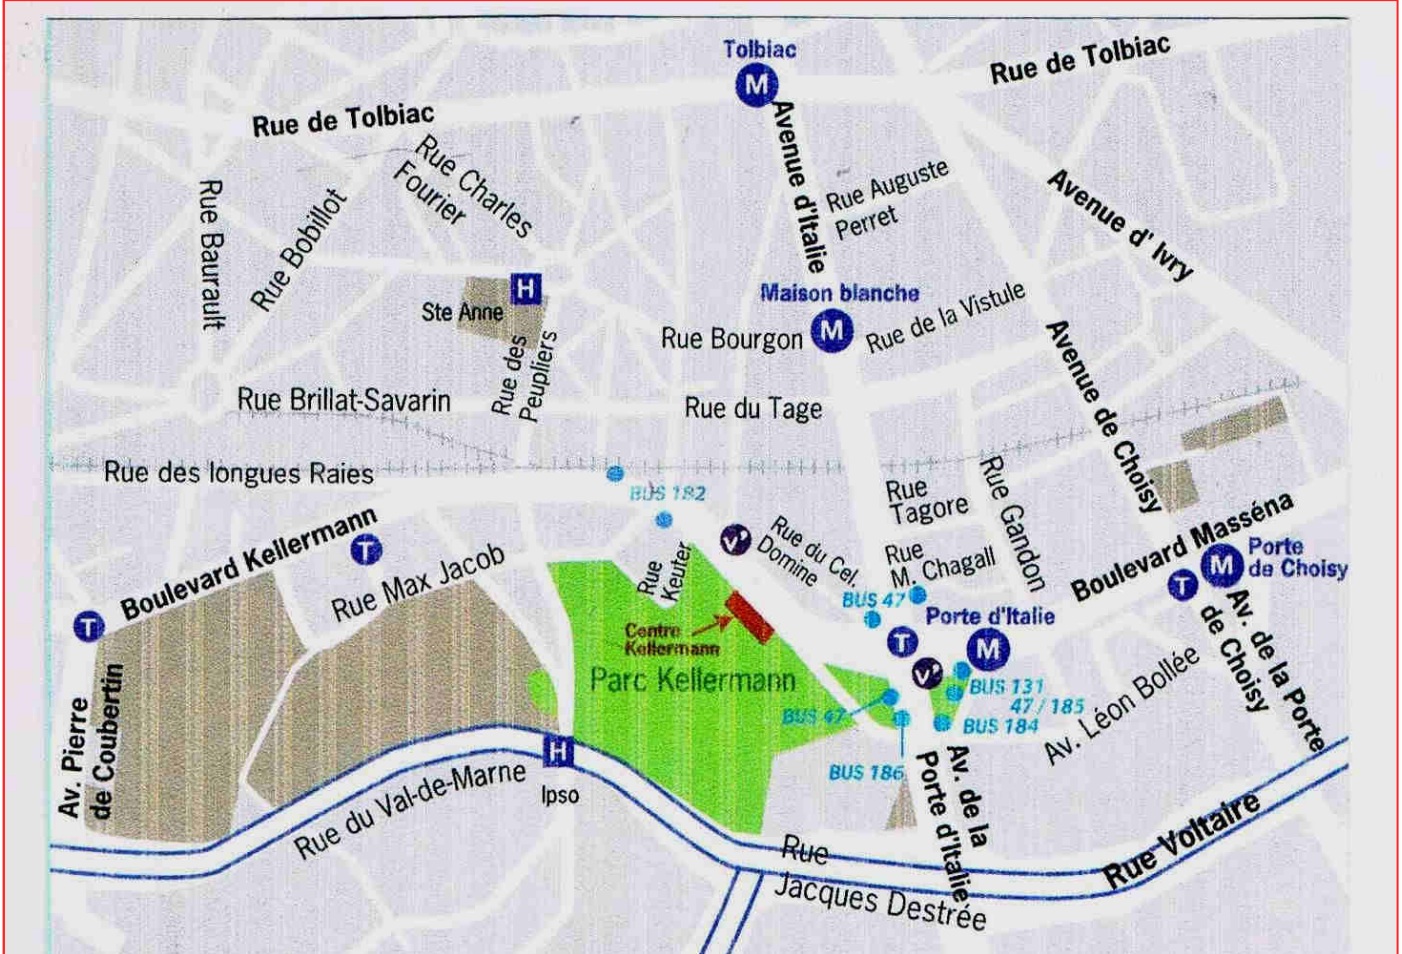 Tolbiac
M
Rue de Tolbiac
Rue de Tolbiac
Avenue d'Italie
Rue Charles
Fourier
Rue Auguste
Perret
Avenue d' Ivry
Rue Baurault
Rue Bobillot
H
Ste Anne
Rue des
Peupliers
Maison blanche
Rue Bourgon
M
Rue de la Vistule
Avenue de Choisy
Rue Brillat-Savarin
Rue du Tage
Rue des longues Raies
BUS 182
Rue
Tagore
Rue Gandon
Boulevard Kellermann
T
Rue Max Jacob
Rue
Keuter
V
Rue du Cel.
Domine
Rue
M. Chagall
Boulevard Masséna
Porte
de Choisy
M
T
BUS 47
Porte d'Italie
T
M
V
T
Centre
Kellermann
Parc Kellermann
BUS 47
BUS 131
47 / 185
BUS 184
BUS 186
Av. Léon Bollée
Av. de la Porte
de Choisy
Av. Pierre
de Coubertin
H
Ipso
Rue du Val-de-Marne
Av. de la
Porte d'Italie
Rue
Jacques Destrée
Rue Voltaire